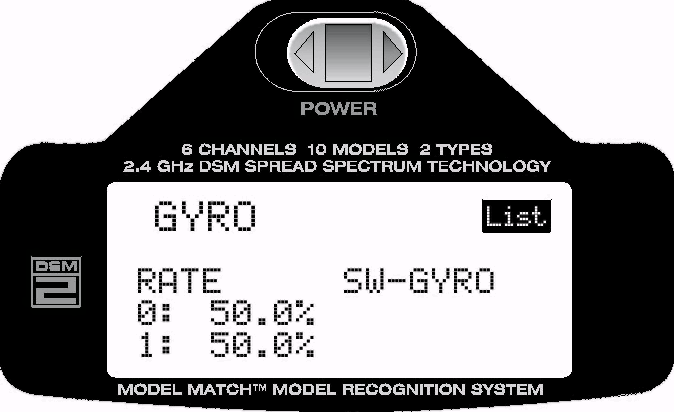 POWER
6 CHANNELS 10 MODELS 2 TYPES
2.4 GHz DSM SPREAD SPECTRUM TECHNOLOGY
GYRO List
DSM
2
RATE SW-GYRO
0: 50.0%
1: 50.0%
MODEL MATCH™ MODEL RECOGNITION SYSTEM